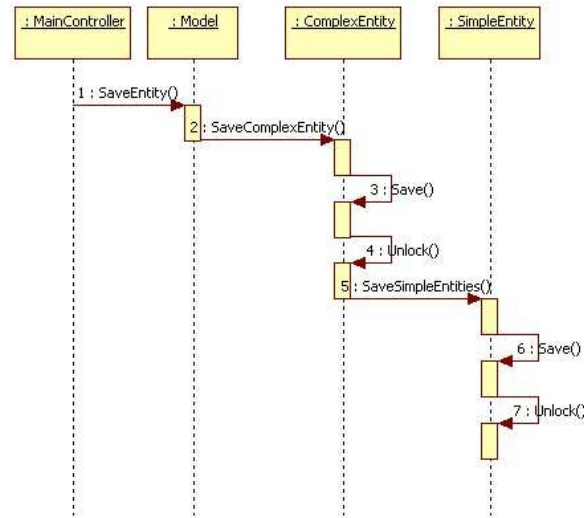 : MainController
: Model
: ComplexEntity
: SimpleEntity
1 : SaveEntity()
2 : SaveComplexEntity()
3 : Save()
4 : Unlock()
5 : SaveSimpleEntities()
6 : Save()
7 : Unlock()